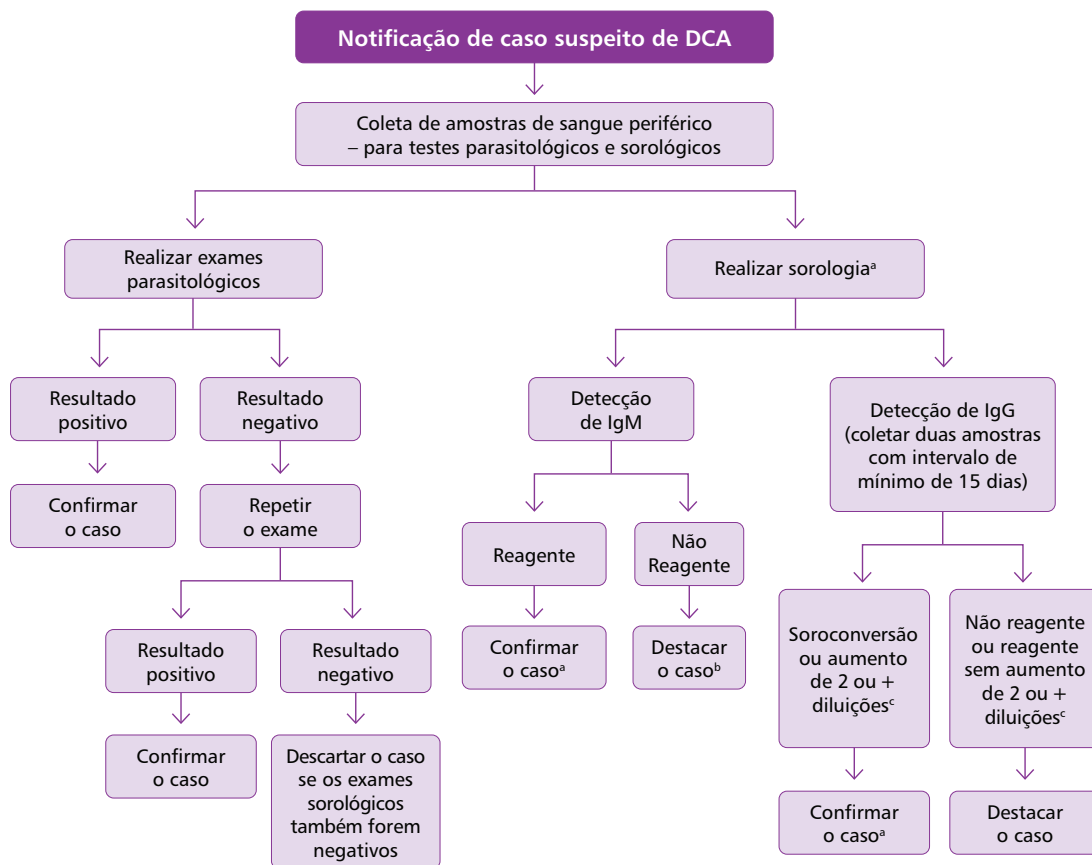 Notificação de caso suspeito de DCA
Coleta de amostras de sangue periférico
– para testes parasitológicos e sorológicos
Realizar exames
parasitológicos
Realizar sorologiaᵃ
Resultado
positivo
Resultado
negativo
Detecção
de IgM
Detecção de IgG
(coletar duas amostras
com intervalo de
mínimo de 15 dias)
Confirmar
o caso
Repetir
o exame
Reagente
Não
Reagente
Resultado
positivo
Resultado
negativo
Confirmar
o casoᵃ
Destacar
o casoᵇ
Soroconversão
ou aumento
de 2 ou +
diluiçõesᶜ
Não reagente
ou reagente
sem aumento
de 2 ou +
diluiçõesᶜ
Confirmar
o caso
Descartar o caso
se os exames
sorológicos
também forem
negativos
Confirmar
o casoᵃ
Destacar
o caso